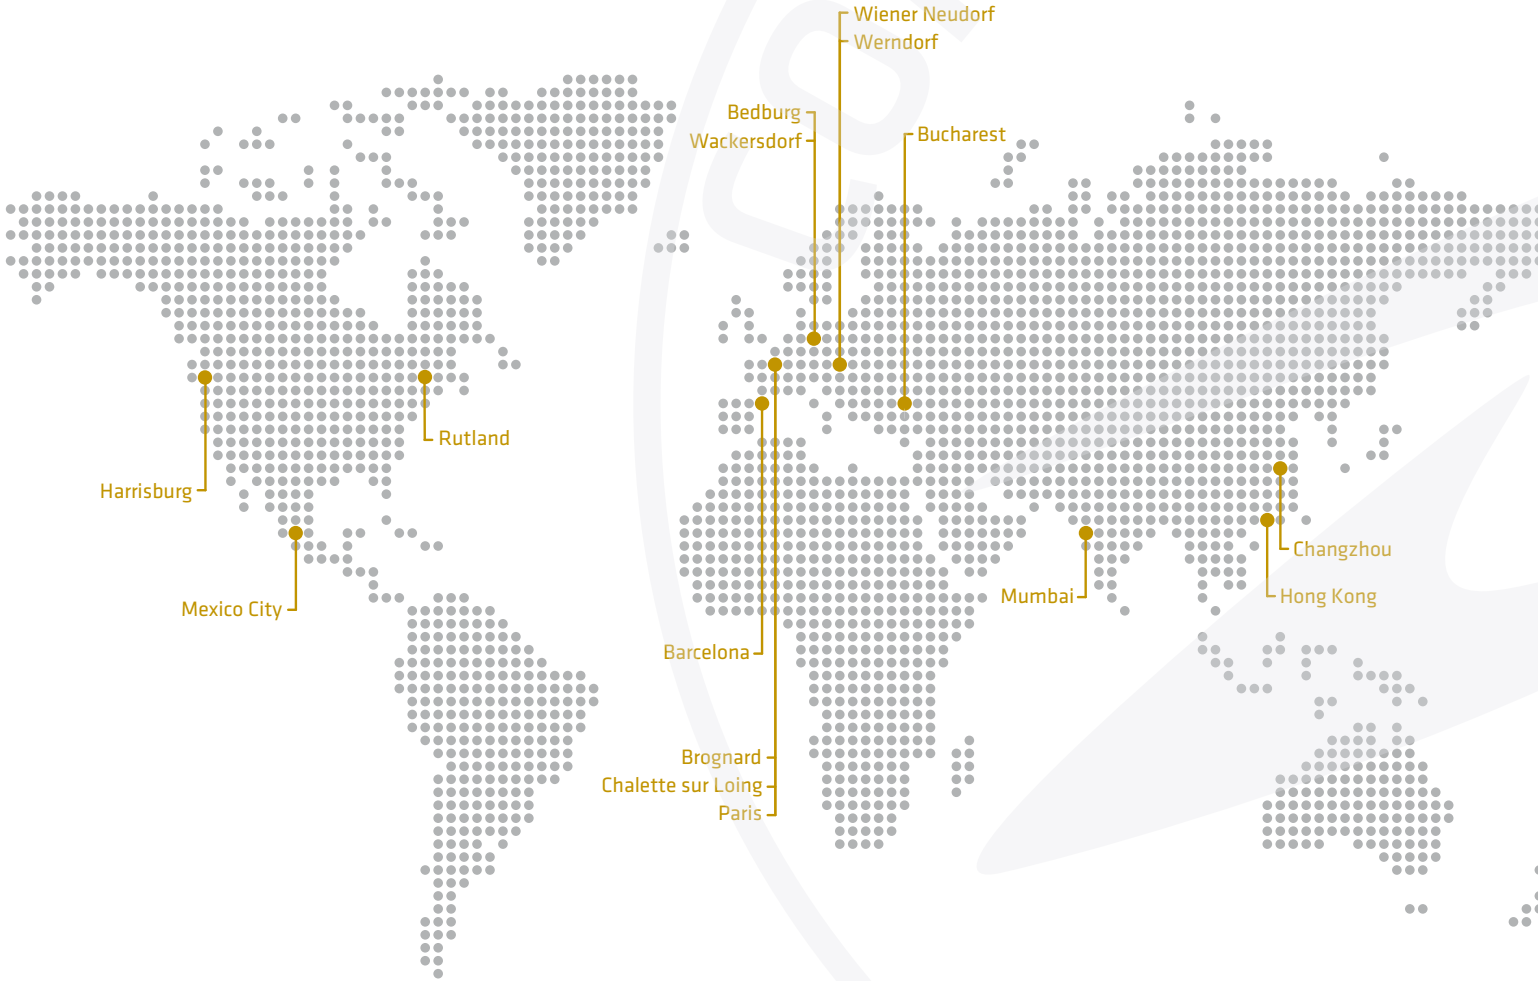 Wiener Neudorf
Werndorf
Bedburg
Wackersdorf
Bucharest
Rutland
Harrisburg
Mexico City
Changzhou
Mumbai
Hong Kong
Barcelona
Brognard
Chalette sur Loing
Paris